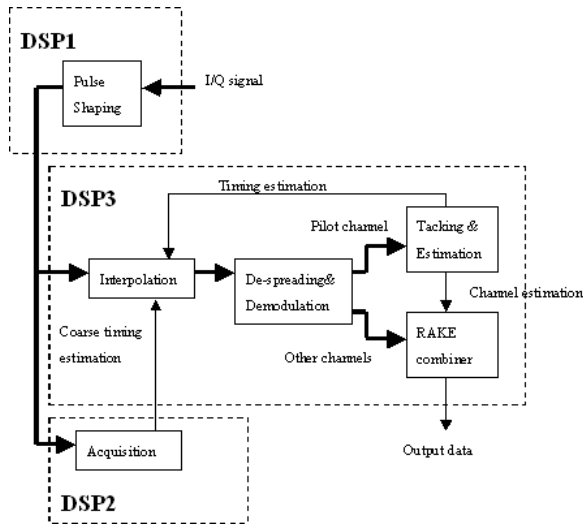 DSP1
Pulse
Shaping
I/Q signal
Timing estimation
DSP3
Pilot channel
Tacking &
Estimation
Interpolation
De-spreading&
Demodulation
Channel estimation
Coarse timing
estimation
RAKE
combiner
Other channels
Acquisition
Output data
DSP2